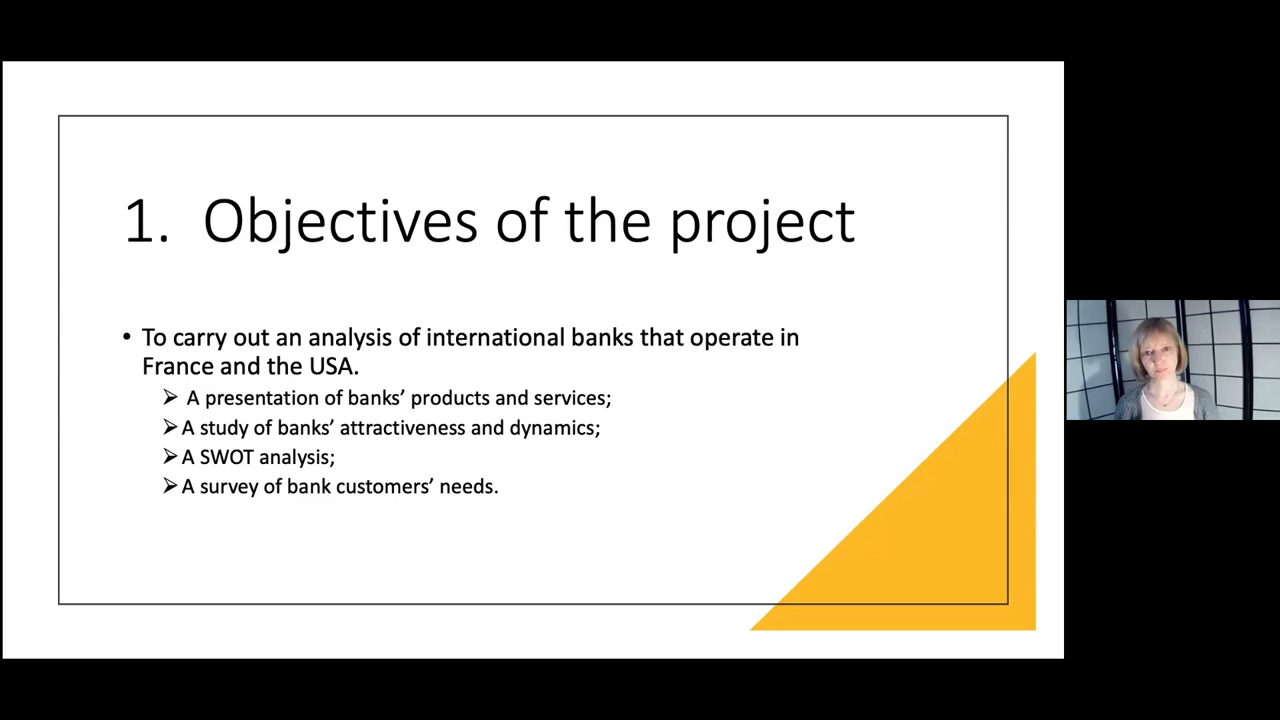 1. Objectives of the project
• To carry out an analysis of international banks that operate in
France and the USA.
➢ A presentation of banks’ products and services;
➢ A study of banks’ attractiveness and dynamics;
➢ A SWOT analysis;
➢ A survey of bank customers’ needs.